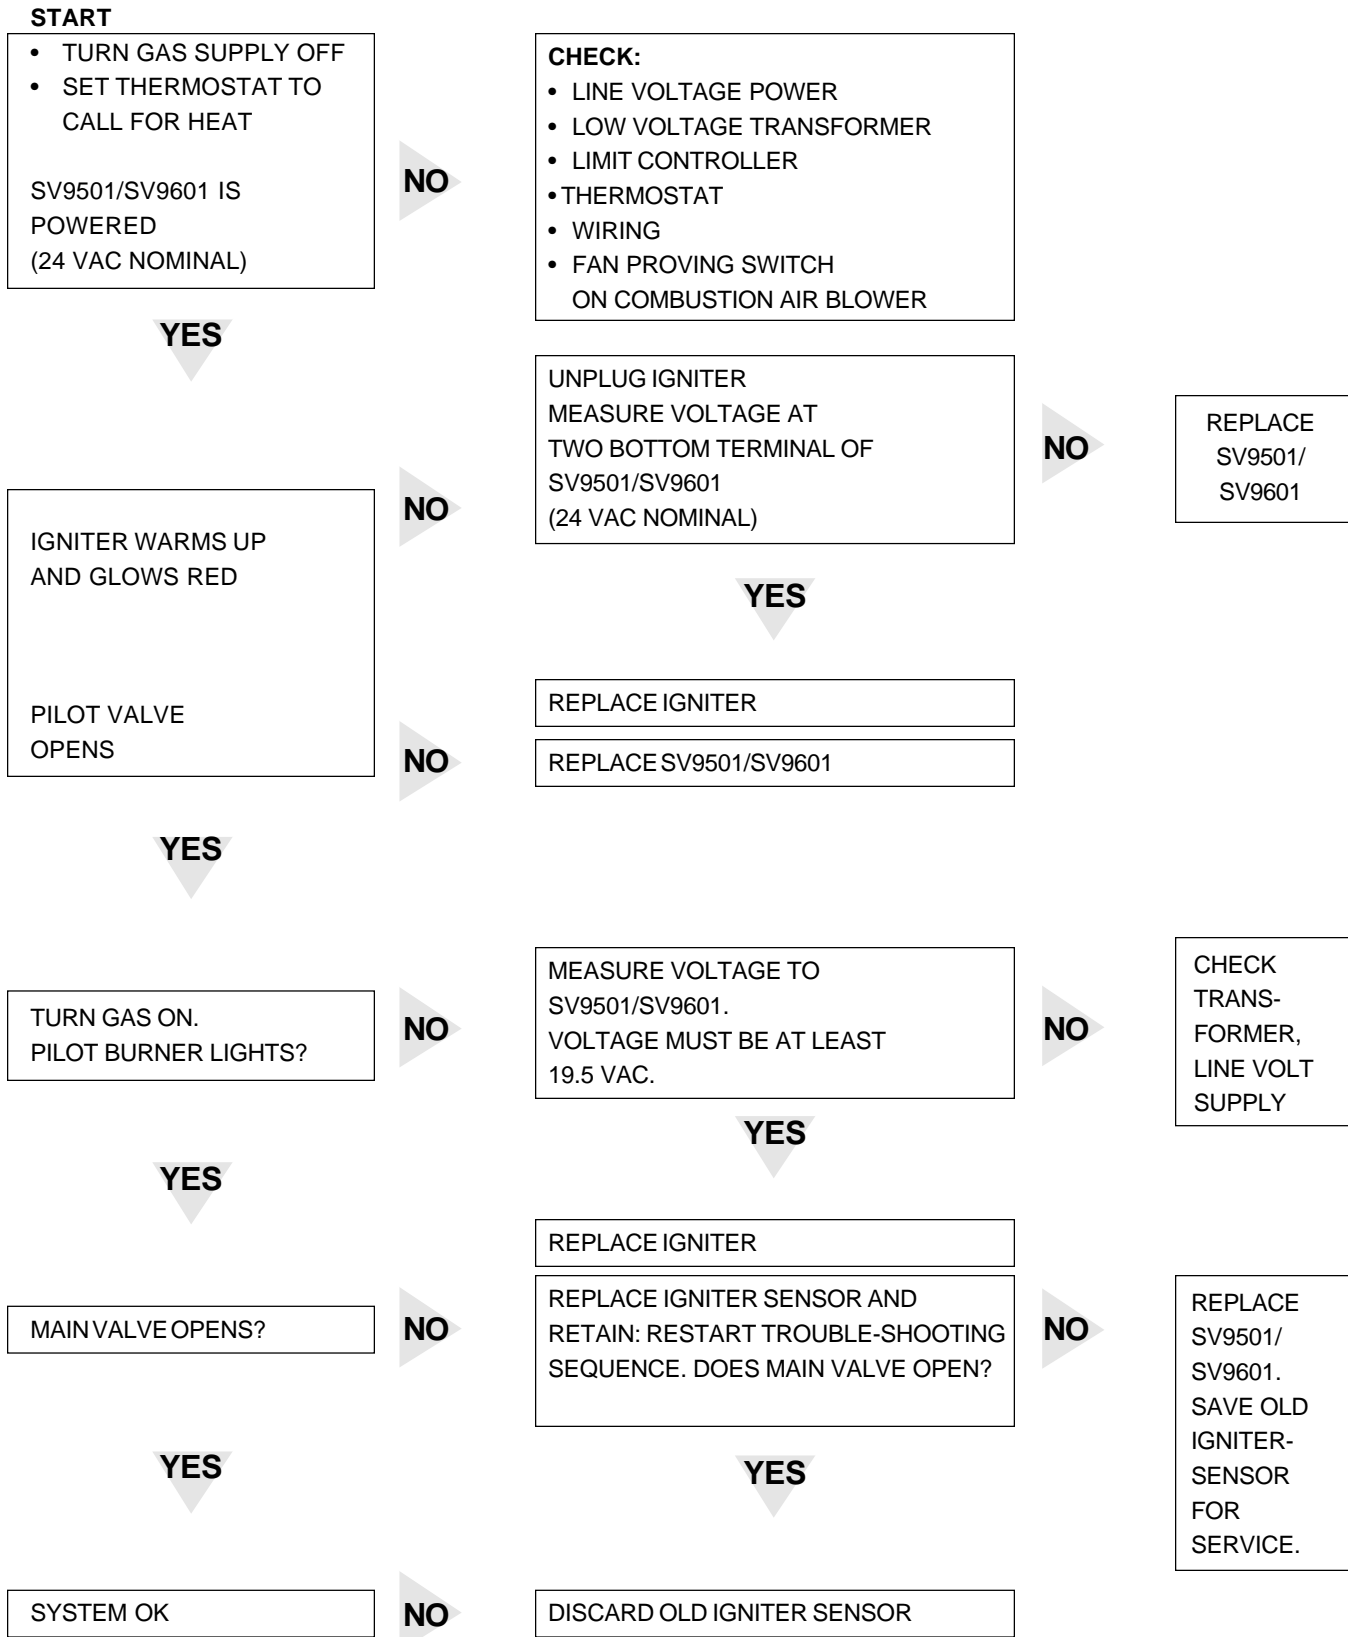 START
• TURN GAS SUPPLY OFF
• SET THERMOSTAT TO
CALL FOR HEAT
SV9501/SV9601 IS
POWERED
(24 VAC NOMINAL)
NO
CHECK:
• LINE VOLTAGE POWER
• LOW VOLTAGE TRANSFORMER
• LIMIT CONTROLLER
• THERMOSTAT
• WIRING
• FAN PROVING SWITCH
ON COMBUSTION AIR BLOWER
YES
IGNITER WARMS UP
AND GLOWS RED
NO
UNPLUG IGNITER
MEASURE VOLTAGE AT
TWO BOTTOM TERMINAL OF
SV9501/SV9601
(24 VAC NOMINAL)
NO
REPLACE
SV9501/
SV9601
YES
REPLACE IGNITER
PILOT VALVE
OPENS
NO
REPLACE SV9501/SV9601
YES
TURN GAS ON.
PILOT BURNER LIGHTS?
NO
MEASURE VOLTAGE TO
SV9501/SV9601.
VOLTAGE MUST BE AT LEAST
19.5 VAC.
NO
CHECK
TRANS-
FORMER,
LINE VOLT
SUPPLY
YES
YES
REPLACE IGNITER
MAIN VALVE OPENS?
NO
REPLACE IGNITER SENSOR AND
RETAIN: RESTART TROUBLE-SHOOTING
SEQUENCE. DOES MAIN VALVE OPEN?
NO
REPLACE
SV9501/
SV9601.
SAVE OLD
IGNITER-
SENSOR
FOR
SERVICE.
YES
YES
SYSTEM OK
NO
DISCARD OLD IGNITER SENSOR